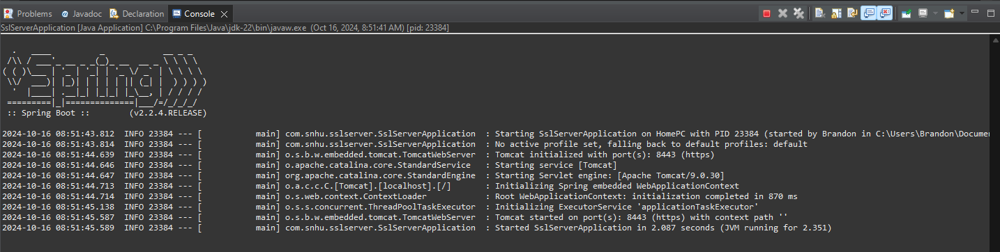 Problems @ Javadoc Declaration Console
SslServerApplication [Java Application] C:\Program Files\Java\jdk-22\bin\javaw.exe (Oct 16, 2024, 8:51:41 AM) [pid: 23384]
  .   ____          _            __ _ _
 /\\ / ___'_ __ _ _(_)_ __  __ _ \ \ \ \
( ( )\___ | '_ | '_| | '_ \/ _` | \ \ \ \
 \\/  ___)| |_)| | | | | || (_| |  ) ) ) )
  '  |____| .__|_| |_|_| |_\__, | / / / /
 =========|_|==============|___/=/_/_/_/
 :: Spring Boot ::        (v2.2.4.RELEASE)
2024-10-16 08:51:43.812  INFO 23384 --- [           main] com.snhu.sslserver.SslServerApplication  : Starting SslServerApplication on HomePC with PID 23384 (started by Brandon in C:\Users\Brandon\Docume
2024-10-16 08:51:43.814  INFO 23384 --- [           main] com.snhu.sslserver.SslServerApplication  : No active profile set, falling back to default profiles: default
2024-10-16 08:51:44.639  INFO 23384 --- [           main] o.s.b.w.embedded.tomcat.TomcatWebServer  : Tomcat initialized with port(s): 8443 (https)
2024-10-16 08:51:44.646  INFO 23384 --- [           main] o.apache.catalina.core.StandardService   : Starting service [Tomcat]
2024-10-16 08:51:44.647  INFO 23384 --- [           main] org.apache.catalina.core.StandardEngine  : Starting Servlet engine: [Apache Tomcat/9.0.30]
2024-10-16 08:51:44.713  INFO 23384 --- [           main] o.a.c.c.C.[Tomcat].[localhost].[/]       : Initializing Spring embedded WebApplicationContext
2024-10-16 08:51:44.714  INFO 23384 --- [           main] o.s.web.context.ContextLoader            : Root WebApplicationContext: initialization completed in 870 ms
2024-10-16 08:51:45.138  INFO 23384 --- [           main] o.s.s.concurrent.ThreadPoolTaskExecutor  : Initializing ExecutorService 'applicationTaskExecutor'
2024-10-16 08:51:45.587  INFO 23384 --- [           main] o.s.b.w.embedded.tomcat.TomcatWebServer  : Tomcat started on port(s): 8443 (https) with context path ''
2024-10-16 08:51:45.589  INFO 23384 --- [           main] com.snhu.sslserver.SslServerApplication  : Started SslServerApplication in 2.087 seconds (JVM running for 2.351)